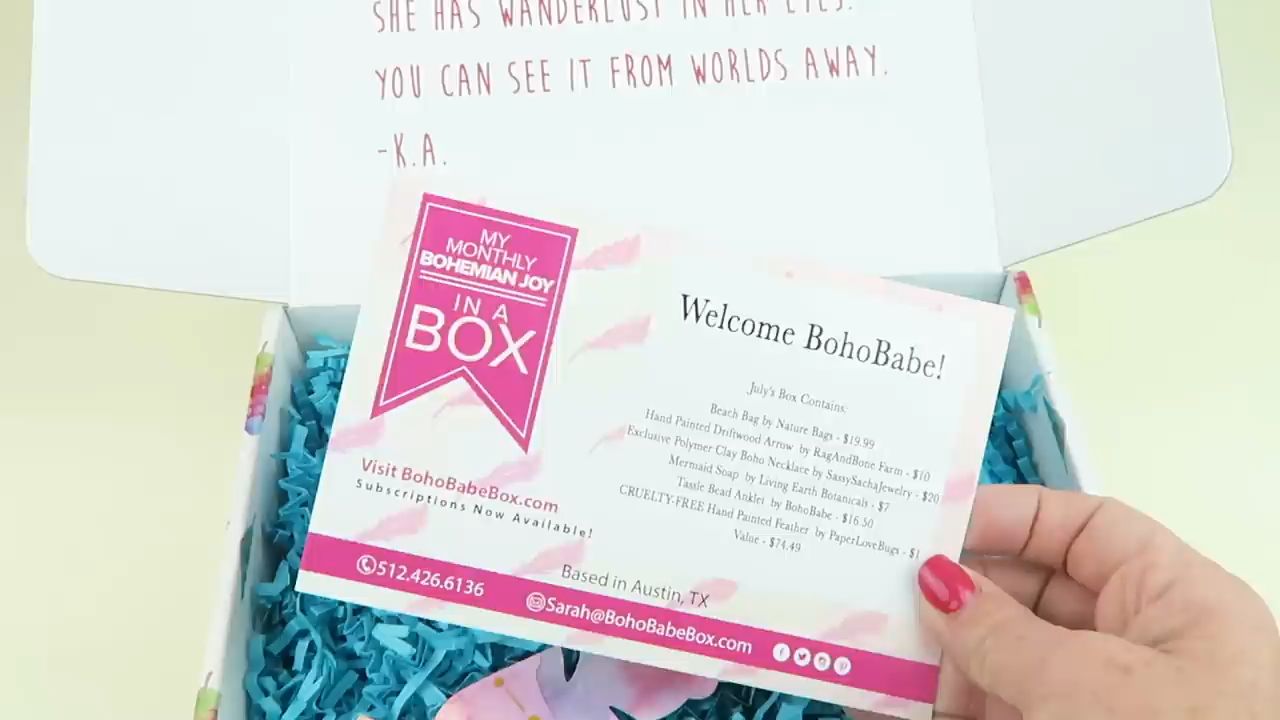 SHE HAS WANDERLUST IN HER EYES.
YOU CAN SEE IT FROM WORLDS AWAY.
-K.A.
MY
MONTHLY
BOHEMIAN JOY
IN A
BOX
Visit BohoBabeBox.com
Subscriptions Now Available!
Welcome BohoBabe!
July's Box Contains:
Beach Bag by Nature Bags - $19.99
Hand Painted Driftwood Arrow by RagAndBone Farm - $10
Exclusive Polymer Clay Boho Necklace by SassySachaJewelry - $20
Mermaid Soap by Living Earth Botanicals - $7
Tassle Bead Anklet by BohoBabe - $16.50
CRUELTY-FREE Hand Painted Feather by PaperLoveBugs - $1
Value - $74.49
Based in Austin, TX
512.426.6136
Sarah@BohoBabeBox.com